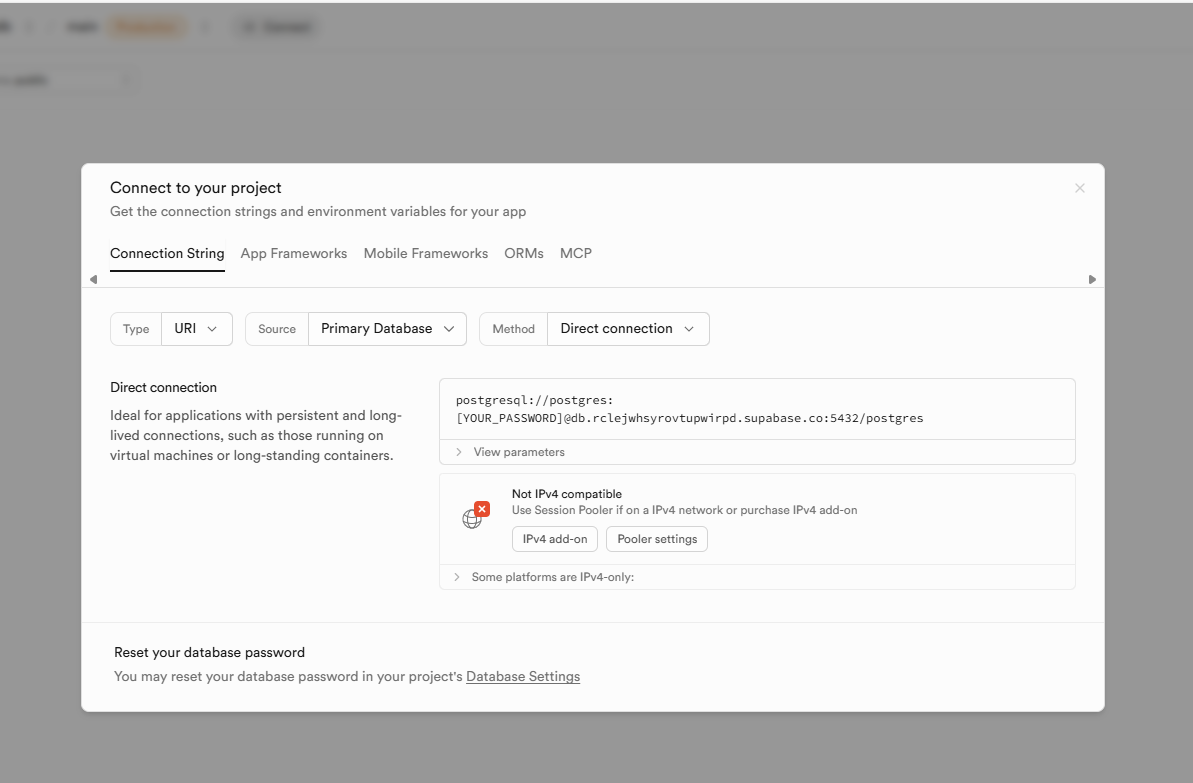 main
Connect to your project
Get the connection strings and environment variables for your app
Connection String App Frameworks Mobile Frameworks ORMs MCP
Type URI Source Primary Database Method Direct connection
Direct connection
Ideal for applications with persistent and long-
lived connections, such as those running on
virtual machines or long-standing containers.
postgresql://postgres:
[YOUR_PASSWORD]@db.rclejwhsyrovtupwirpd.supabase.co:5432/postgres
View parameters
Not IPv4 compatible
Use Session Pooler if on a IPv4 network or purchase IPv4 add-on
IPv4 add-on Pooler settings
Some platforms are IPv4-only:
Reset your database password
You may reset your database password in your project's Database Settings